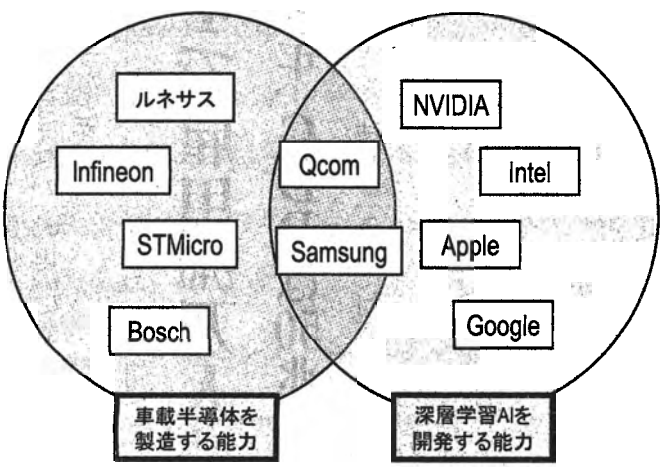 ルネサス
NVIDIA
Infineon
Qcom
Intel
STMicro
Samsung
Apple
Bosch
Google
車載半導体を
製造する能力
深層学習AIを
開発する能力